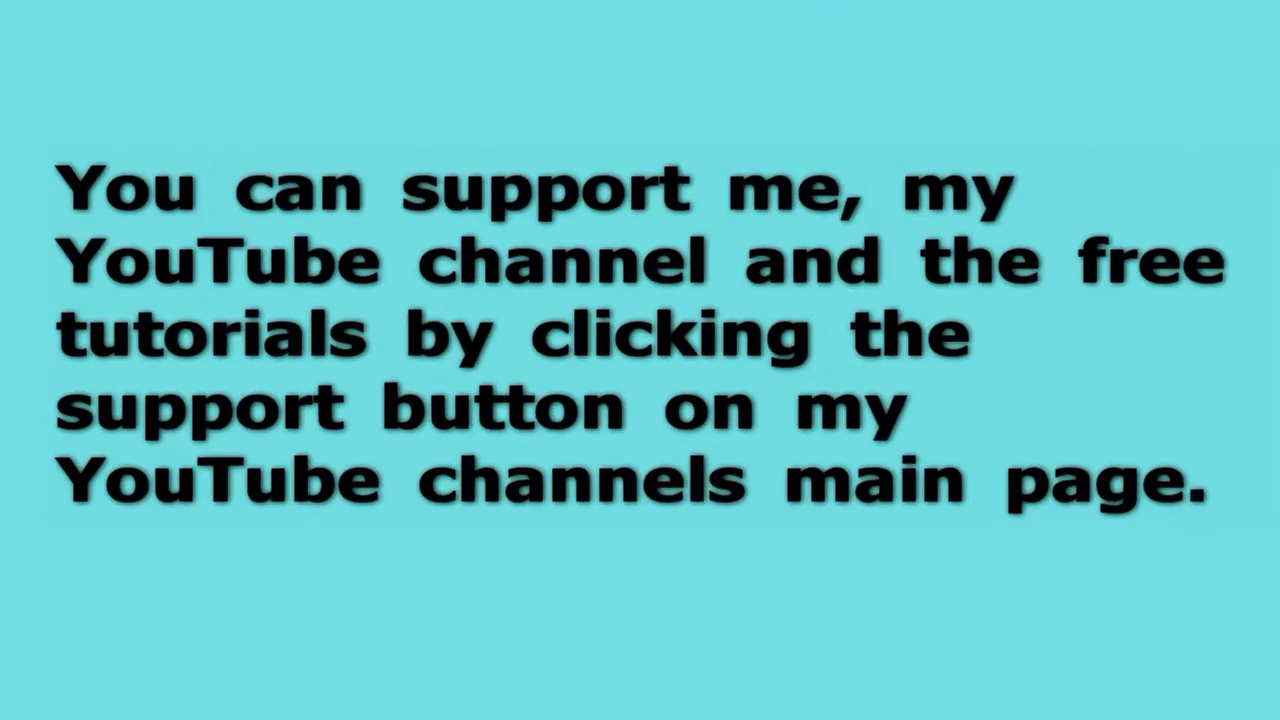 You can support me, my
YouTube channel and the free
tutorials by clicking the
support button on my
YouTube channels main page.